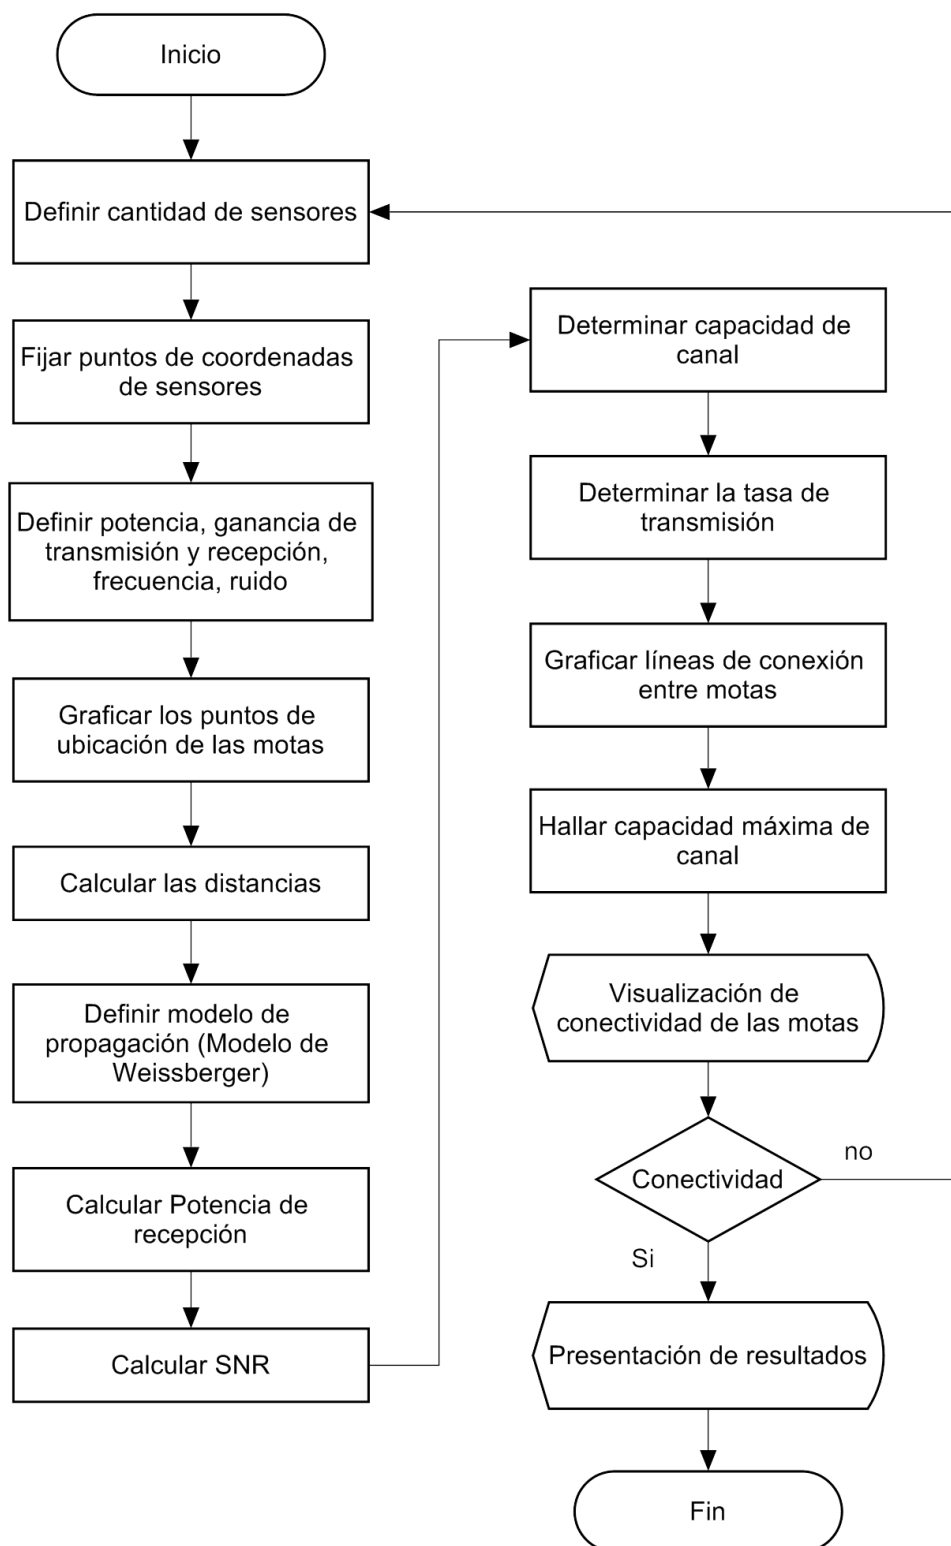 Inicio
Definir cantidad de sensores
Fijar puntos de coordenadas
de sensores
Definir potencia, ganancia de
transmisión y recepción,
frecuencia, ruido
Graficar los puntos de
ubicación de las motas
Calcular las distancias
Definir modelo de
propagación (Modelo de
Weissberger)
Calcular Potencia de
recepción
Calcular SNR
Determinar capacidad de
canal
Determinar la tasa de
transmisión
Graficar líneas de conexión
entre motas
Hallar capacidad máxima de
canal
Visualización de
conectividad de las motas
Conectividad
no
Si
Presentación de resultados
Fin